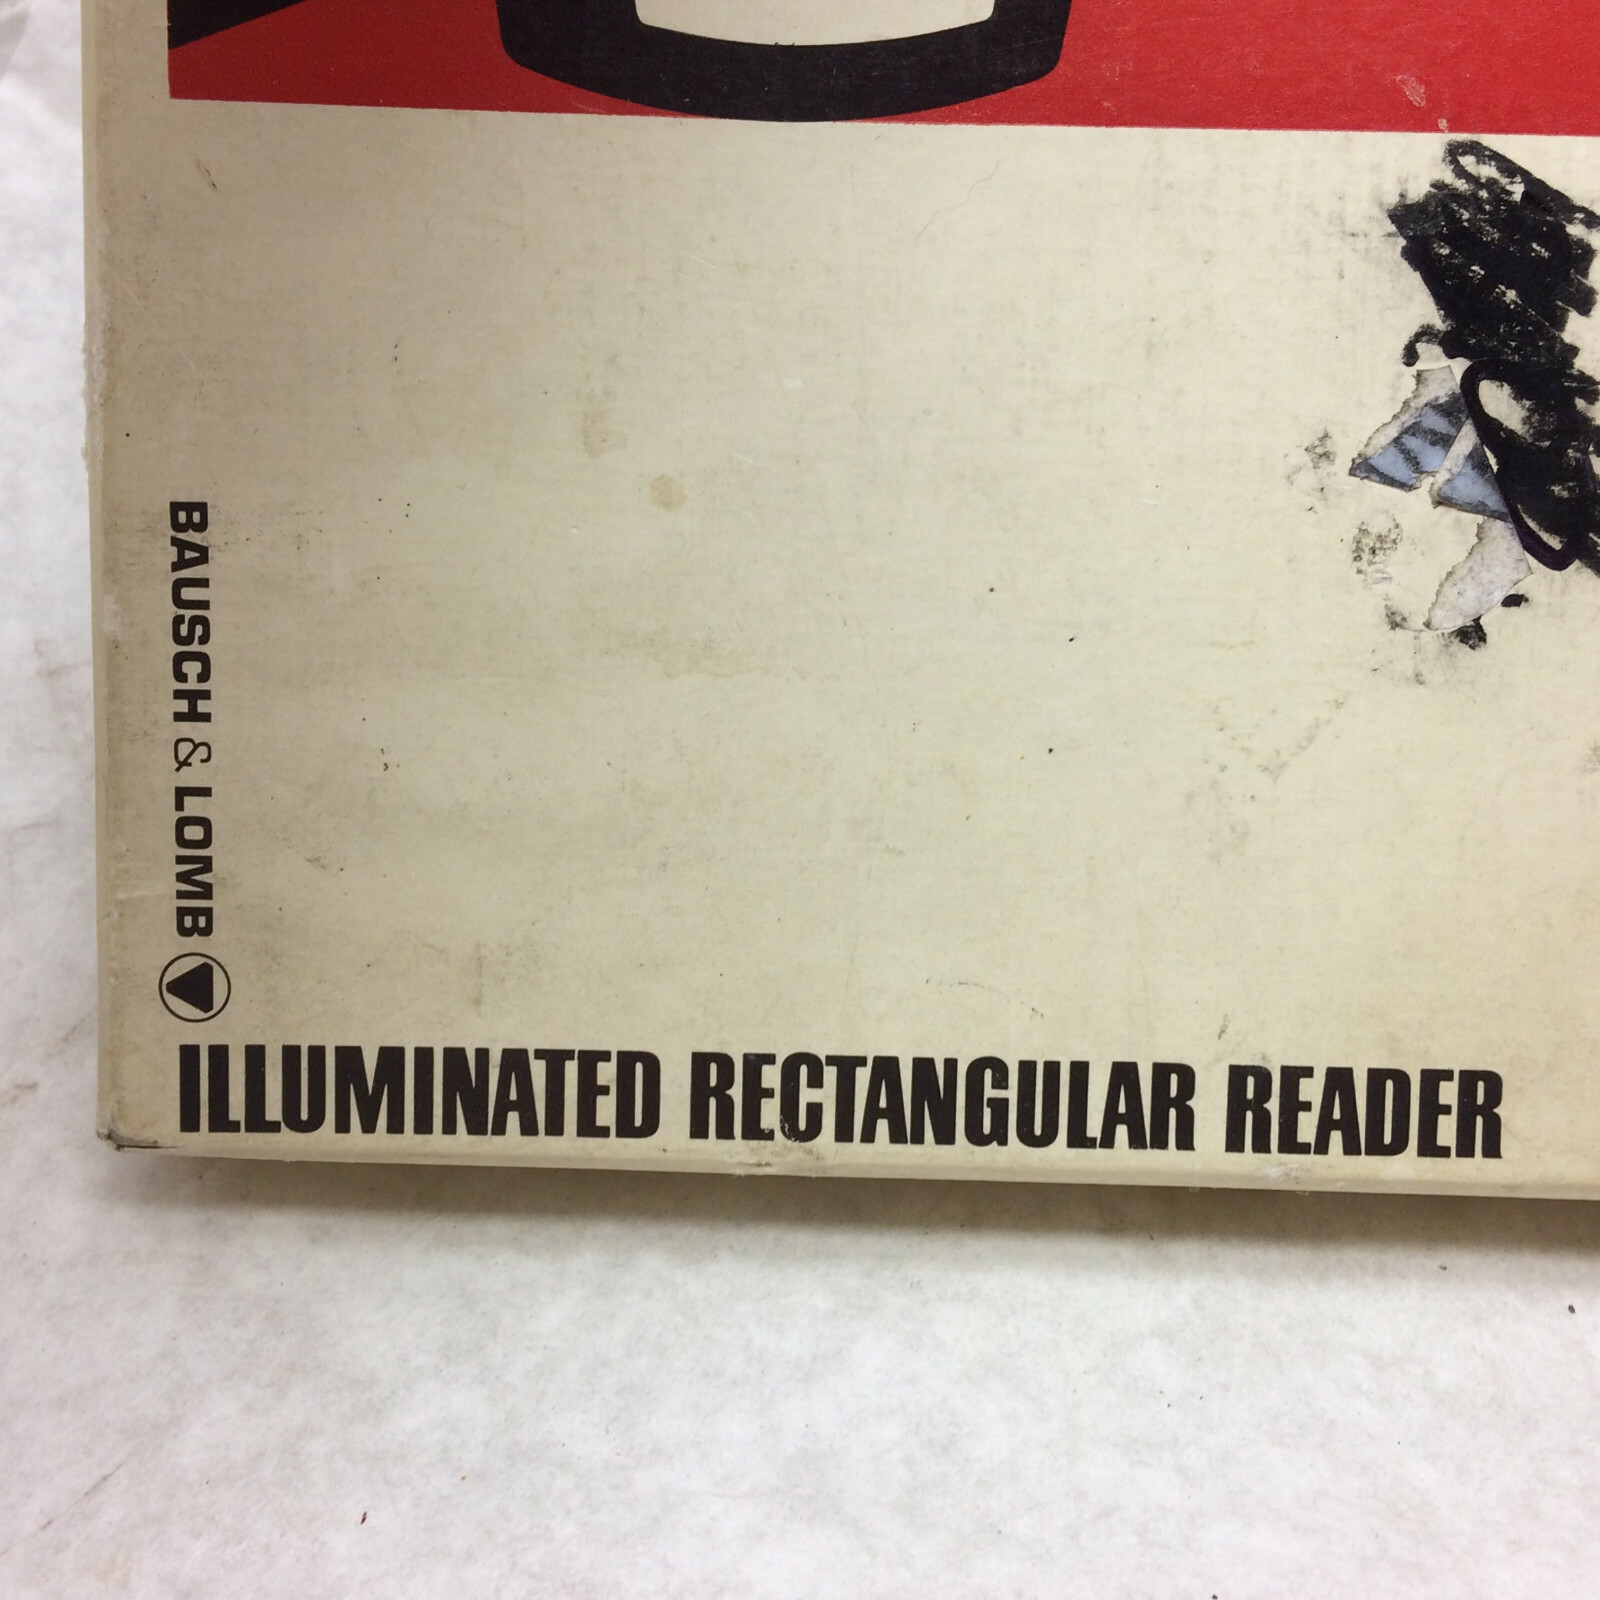 BAUSCH & LOMB
ILLUMINATED RECTANGULAR READER